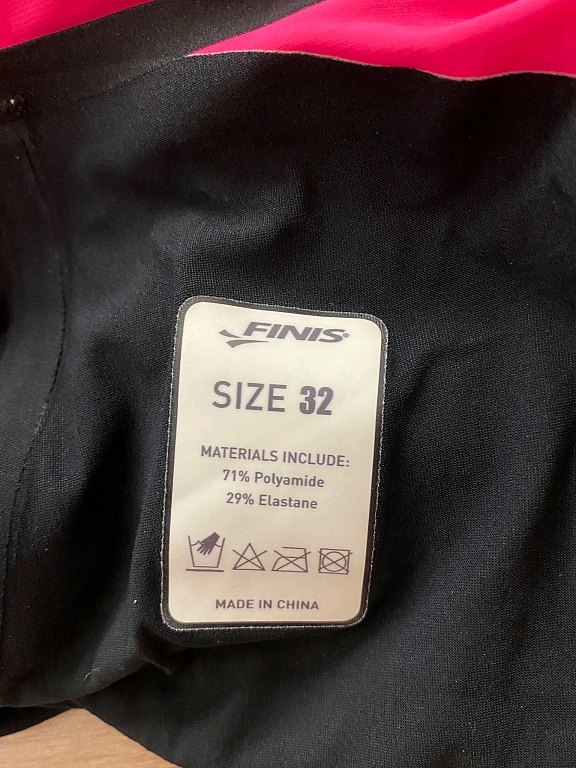 FINIS®
SIZE 32
MATERIALS INCLUDE:
71% Polyamide
29% Elastane
MADE IN CHINA